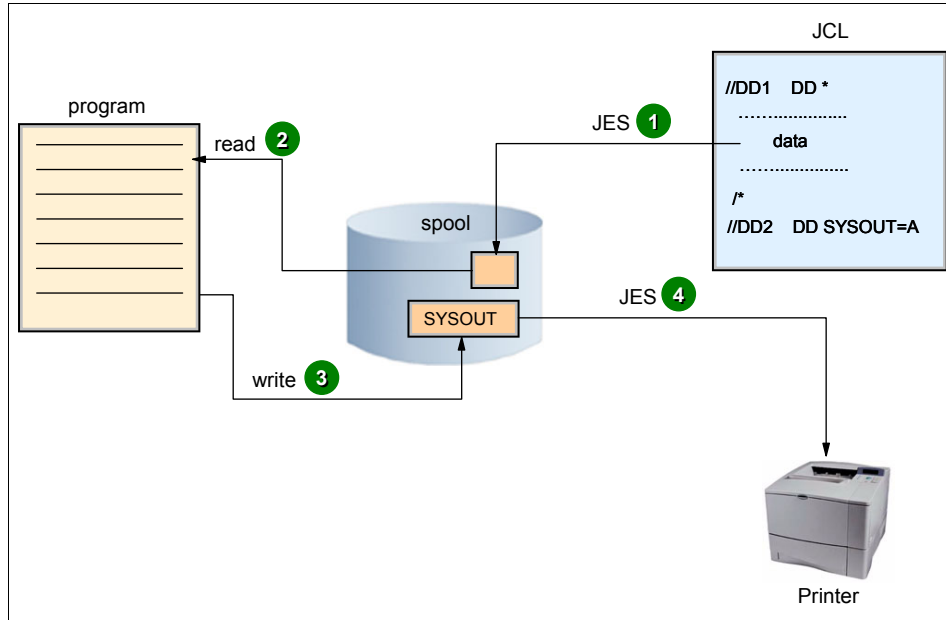 JCL
//DD1 DD *
......................
data
......................
/*
//DD2 DD SYSOUT=A
program
JES 1
read 2
spool
SYSOUT
JES 4
write 3
Printer